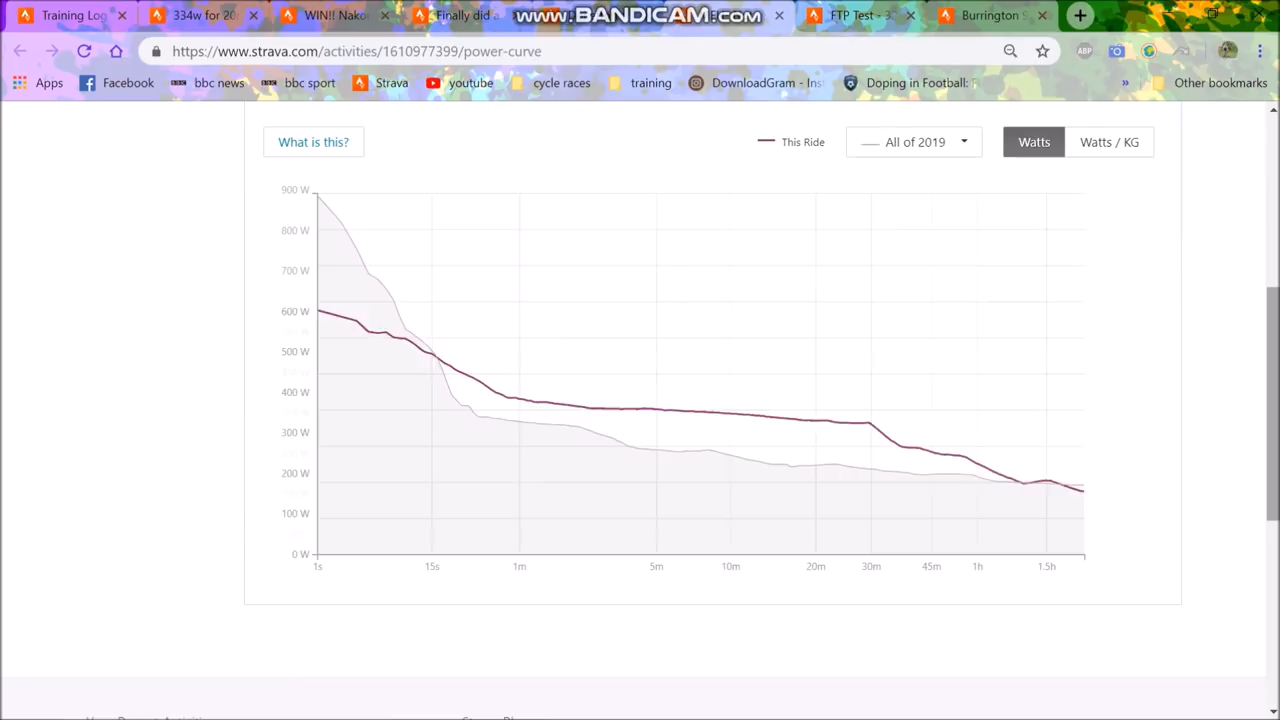 Training Log
334w for 20
WIN!! Nakor
Finally did a
www.BANDICAM.com
FTP Test - 3
Burrington S
https://www.strava.com/activities/1610977399/power-curve
ABP
Apps
Facebook
bbc news
bbc sport
Strava
youtube
cycle races
training
DownloadGram - Inst
Doping in Football:
»
Other bookmarks
What is this?
This Ride
All of 2019
Watts
Watts / KG
900 W
800 W
700 W
600 W
500 W
400 W
300 W
200 W
100 W
0 W
1s
15s
1m
5m
10m
20m
30m
45m
1h
1.5h